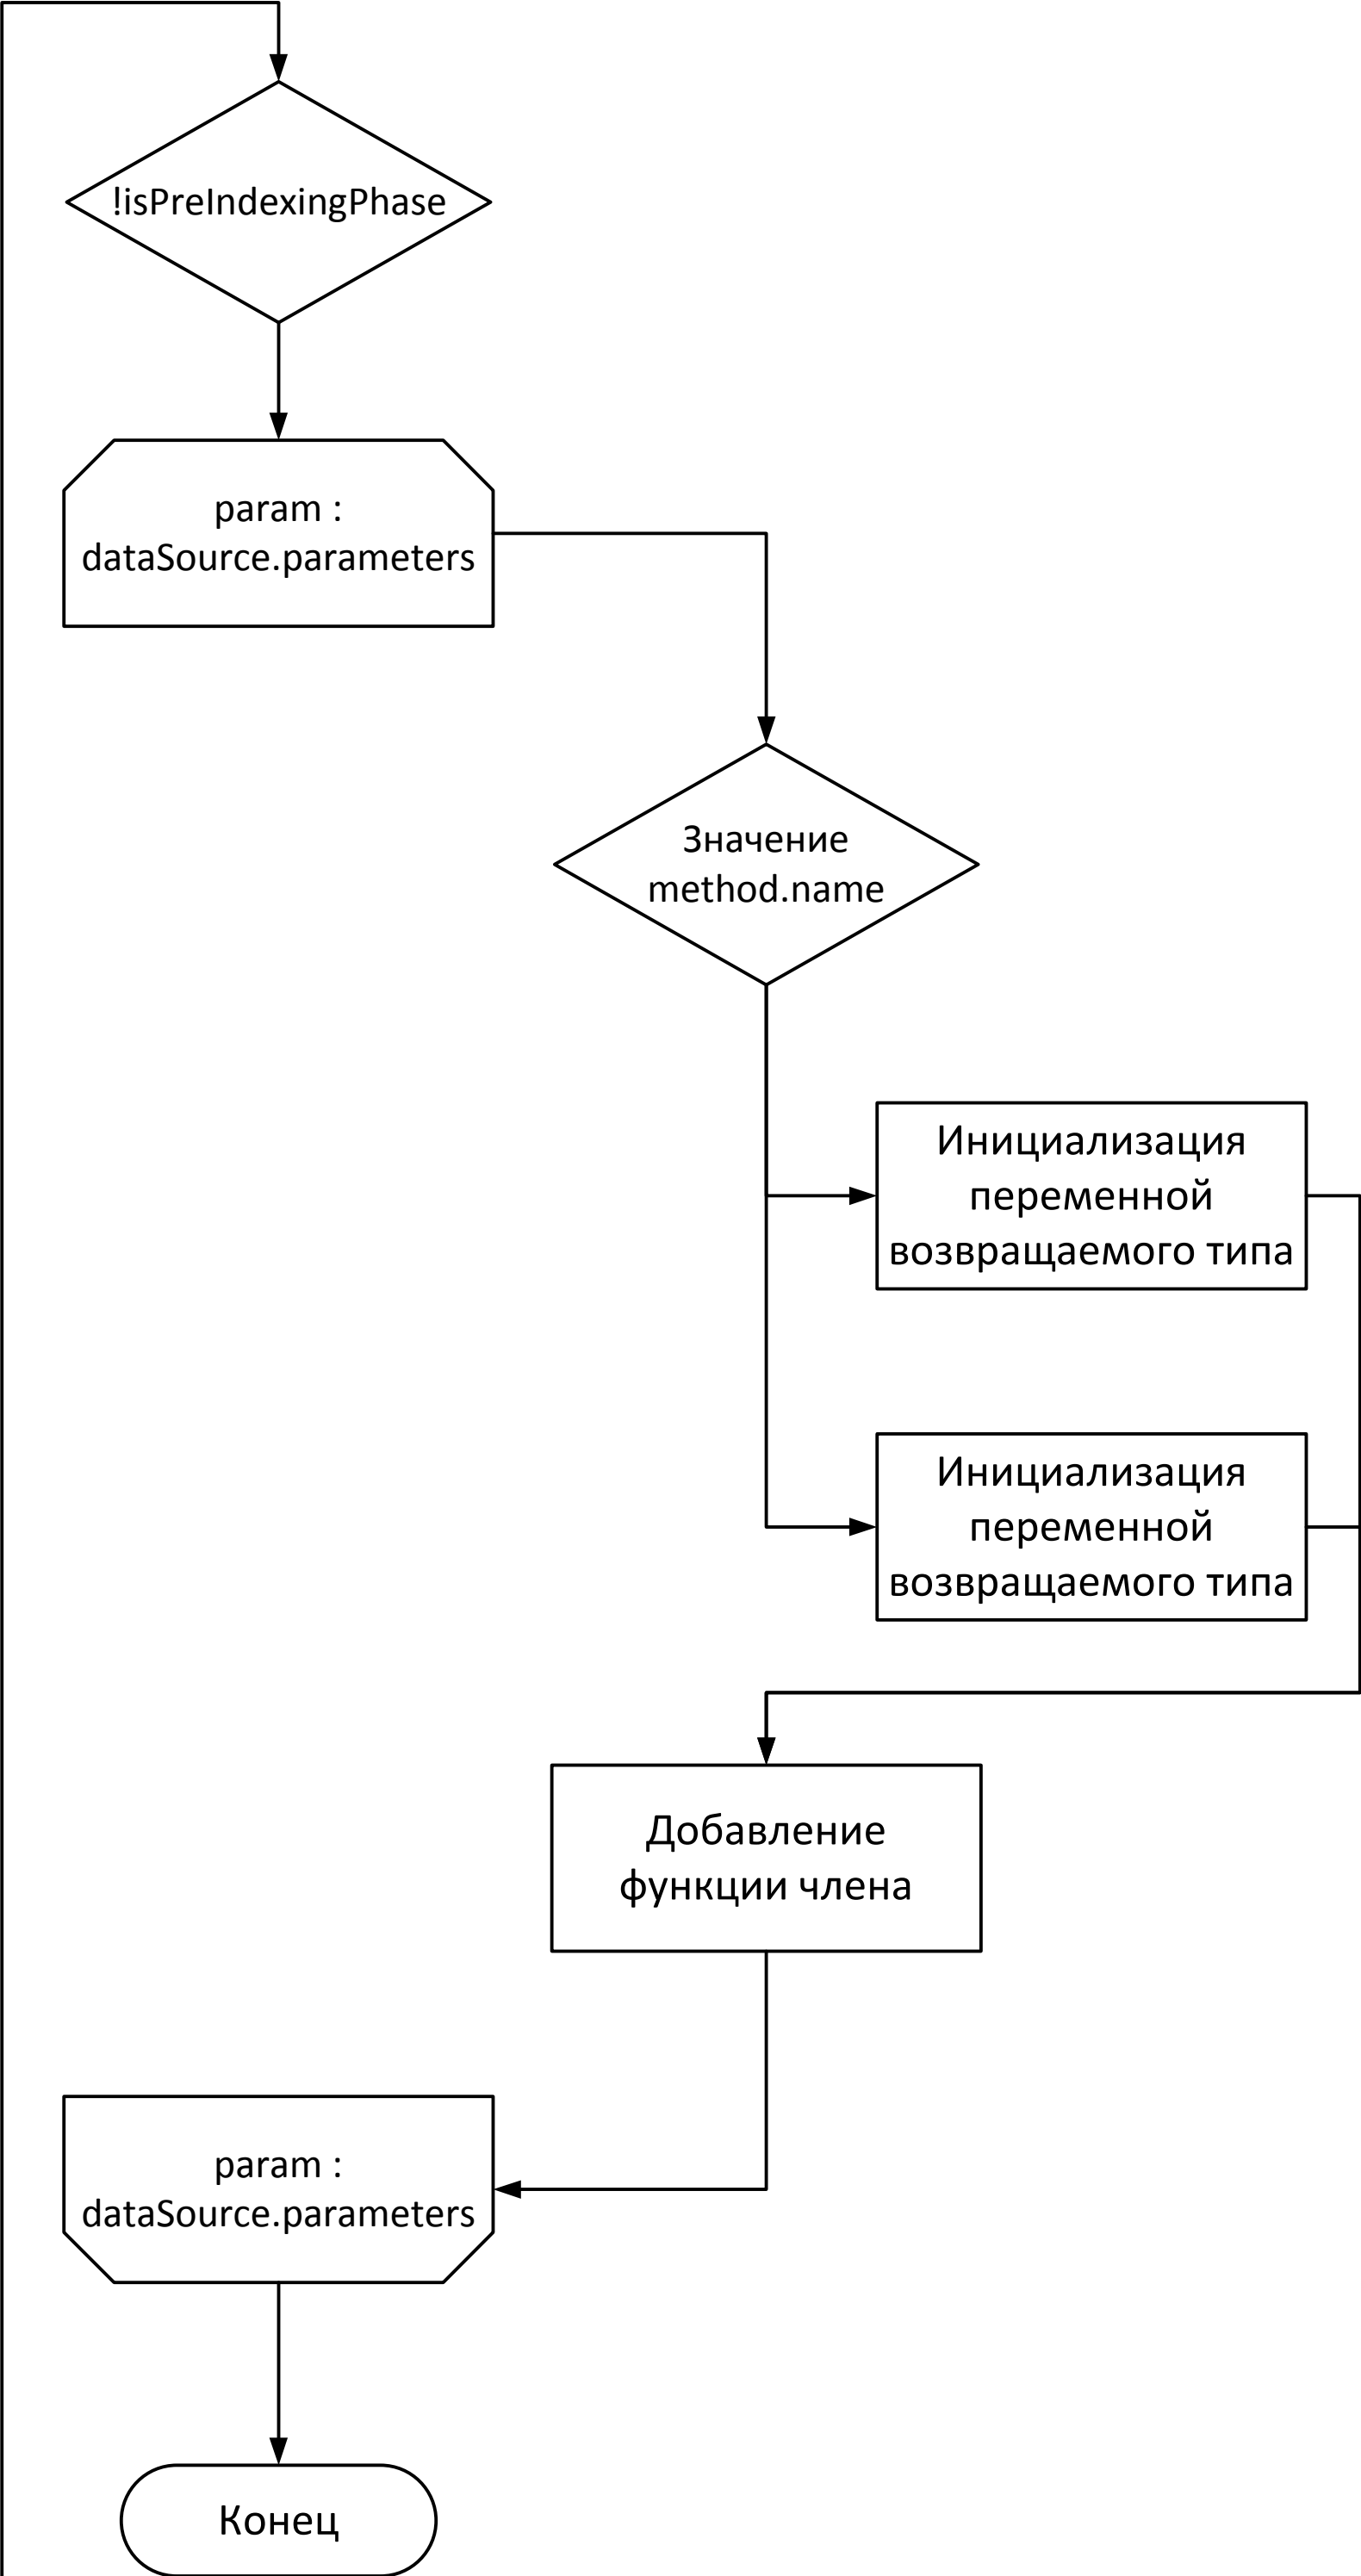 !isPreIndexingPhase
param :
dataSource.parameters
Значение
method.name
Инициализация
переменной
возвращаемого типа
Инициализация
переменной
возвращаемого типа
Добавление
функции члена
param :
dataSource.parameters
Конец